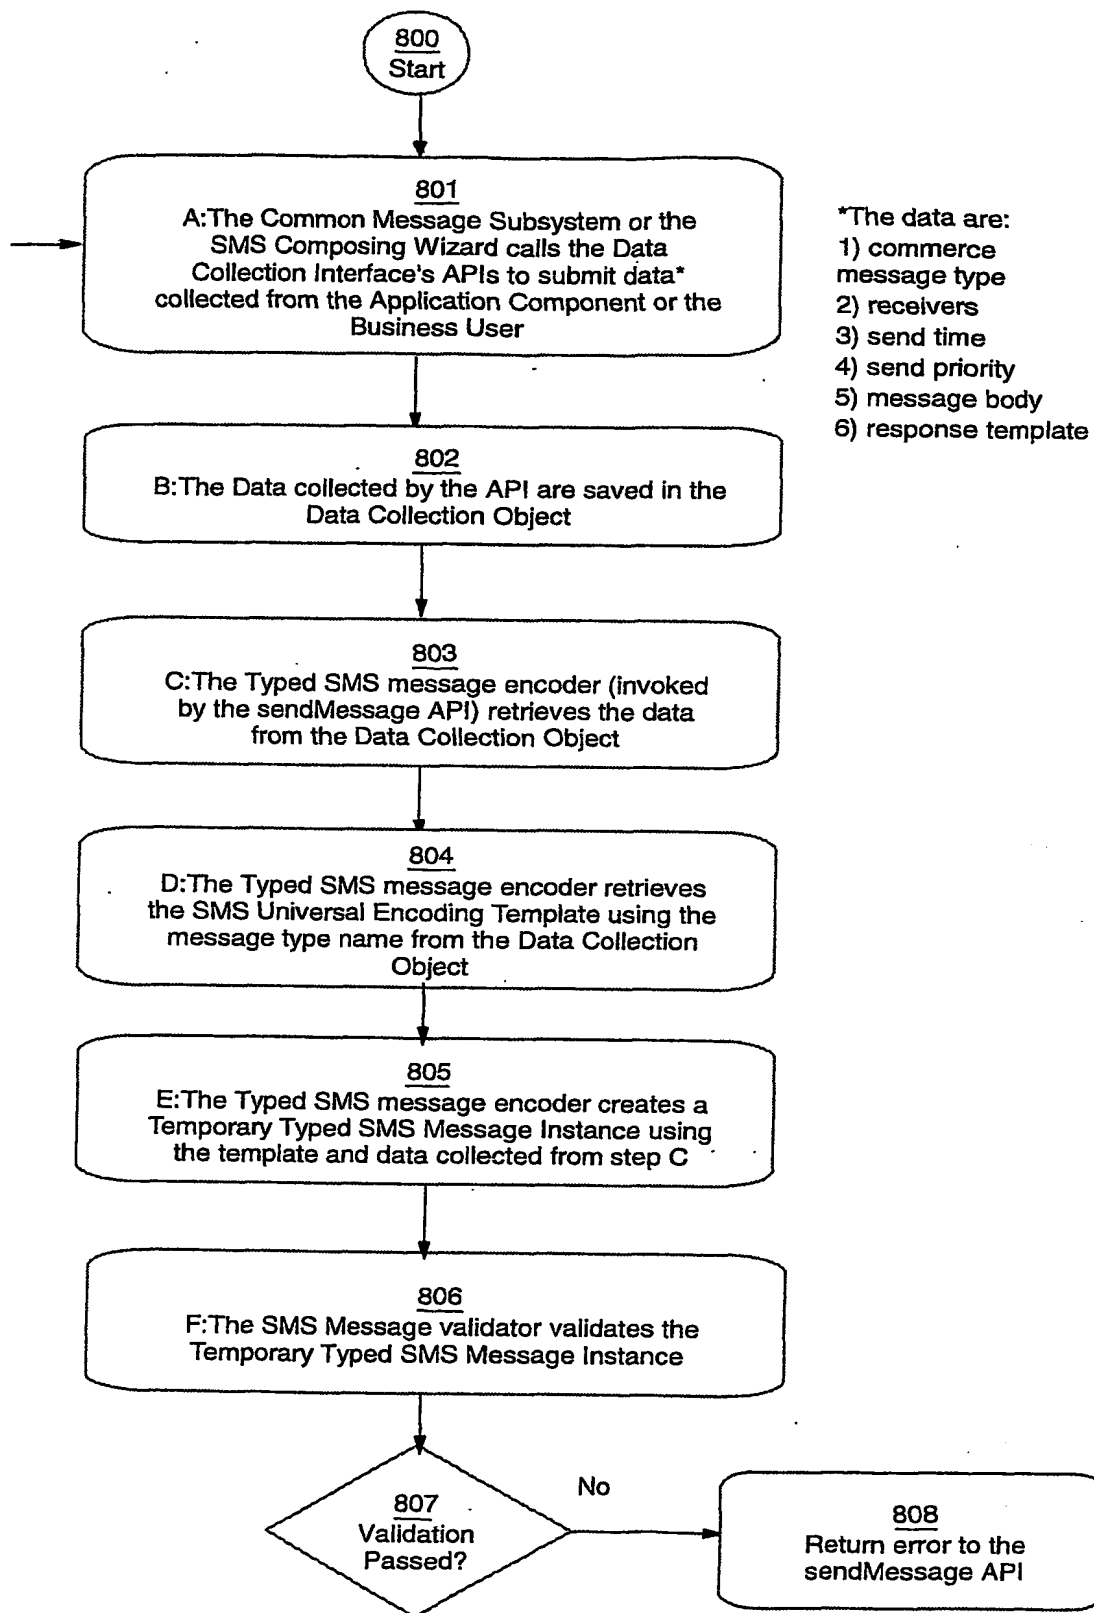 800
Start
801
A:The Common Message Subsystem or the
SMS Composing Wizard calls the Data
Collection Interface's APIs to submit data*
collected from the Application Component or the
Business User
*The data are:
1) commerce
message type
2) receivers
3) send time
4) send priority
5) message body
6) response template
802
B:The Data collected by the API are saved in the
Data Collection Object
803
C:The Typed SMS message encoder (invoked
by the sendMessage API) retrieves the data
from the Data Collection Object
804
D:The Typed SMS message encoder retrieves
the SMS Universal Encoding Template using the
message type name from the Data Collection
Object
805
E:The Typed SMS message encoder creates a
Temporary Typed SMS Message Instance using
the template and data collected from step C
806
F:The SMS Message validator validates the
Temporary Typed SMS Message Instance
807
Validation
Passed?
No
808
Return error to the
sendMessage API